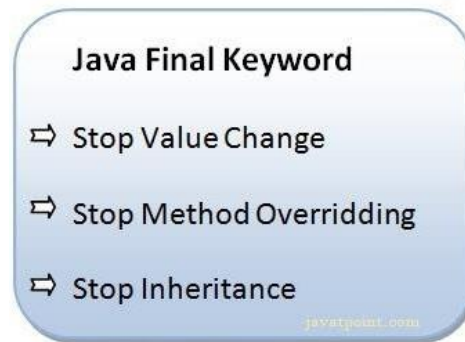 Java Final Keyword
⇨ Stop Value Change
⇨ Stop Method Overridding
⇨ Stop Inheritance
javatpoint.com